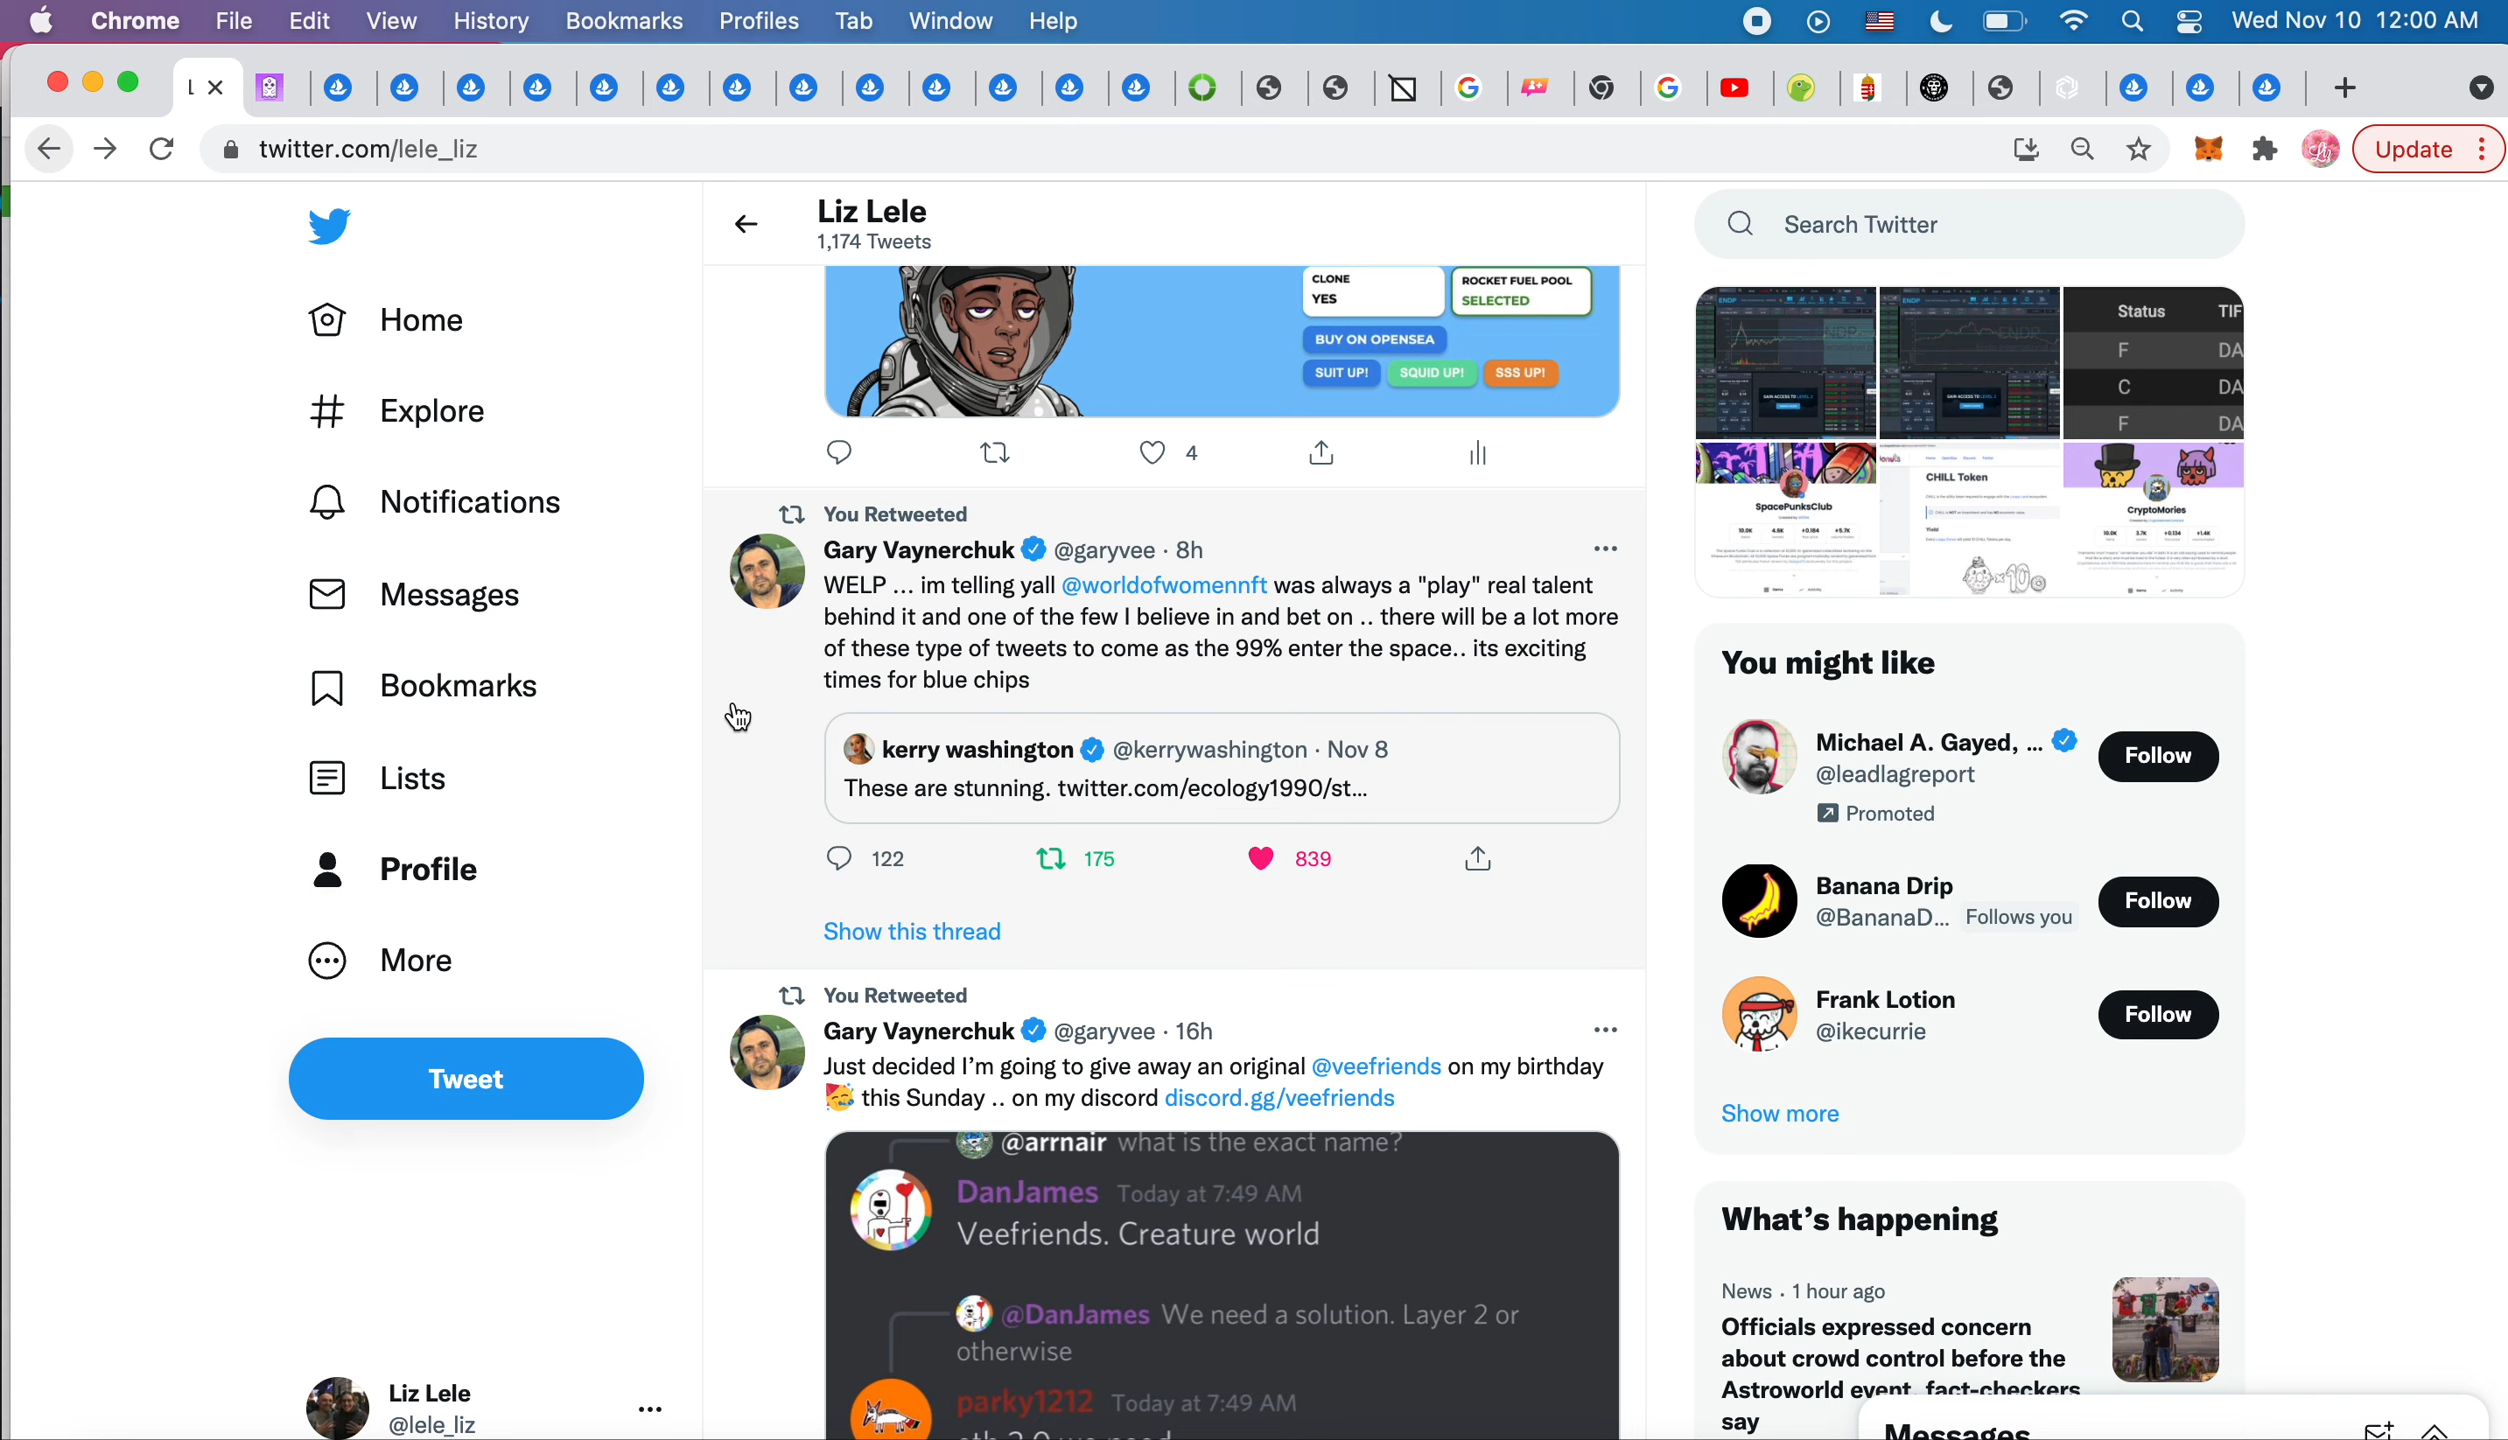 Chrome File Edit View History Bookmarks Profiles Tab Window Help Wed Nov 10 12:00 AM
twitter.com/lele_liz
Update
Liz Lele
1,174 Tweets
Search Twitter
Home
Explore
Notifications
Messages
Bookmarks
Lists
Profile
More
Tweet
Liz Lele
@lele_liz
CLONE
YES
ROCKET FUEL POOL
SELECTED
BUY ON OPENSEA
SUIT UP! SQUID UP! SSS UP!
4
You Retweeted
Gary Vaynerchuk @garyvee · 8h
WELP ... im telling yall @worldofwomennft was always a "play" real talent
behind it and one of the few I believe in and bet on .. there will be a lot more
of these type of tweets to come as the 99% enter the space.. its exciting
times for blue chips
kerry washington @kerrywashington · Nov 8
These are stunning. twitter.com/ecology1990/st...
122 175 839
Show this thread
You Retweeted
Gary Vaynerchuk @garyvee · 16h
Just decided I'm going to give away an original @veefriends on my birthday
this Sunday .. on my discord discord.gg/veefriends
@arrnair what is the exact name?
DanJames Today at 7:49 AM
Veefriends. Creature world
@DanJames We need a solution. Layer 2 or
otherwise
parky1212 Today at 7:49 AM
Status TIF
F DA
C DA
F DA
SpacePunksClub
CHILL Token
CryptoMories
You might like
Michael A. Gayed, ...
@leadlagreport
Promoted
Follow
Banana Drip
@BananaD... Follows you
Follow
Frank Lotion
@ikecurrie
Follow
Show more
What's happening
News · 1 hour ago
Officials expressed concern
about crowd control before the
Astroworld event, fact-checkers
say
Messages